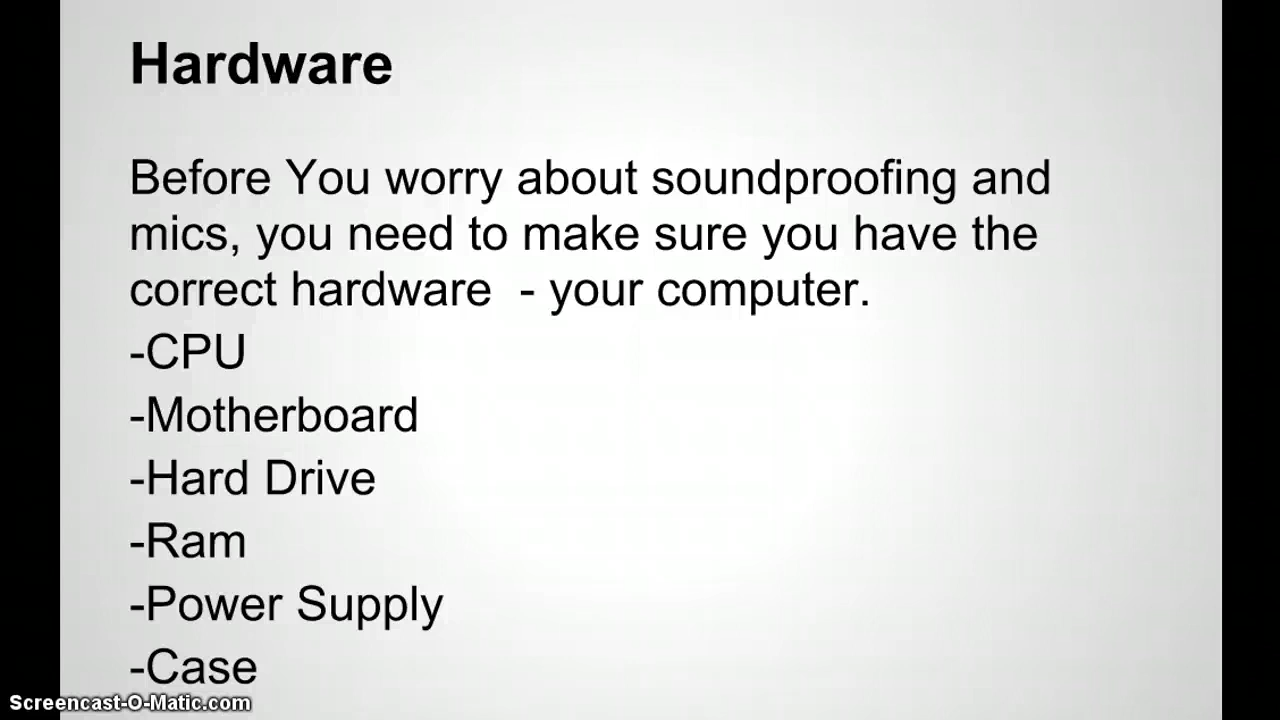 Hardware
Before You worry about soundproofing and
mics, you need to make sure you have the
correct hardware  - your computer.
-CPU
-Motherboard
-Hard Drive
-Ram
-Power Supply
-Case
Screencast-O-Matic.com